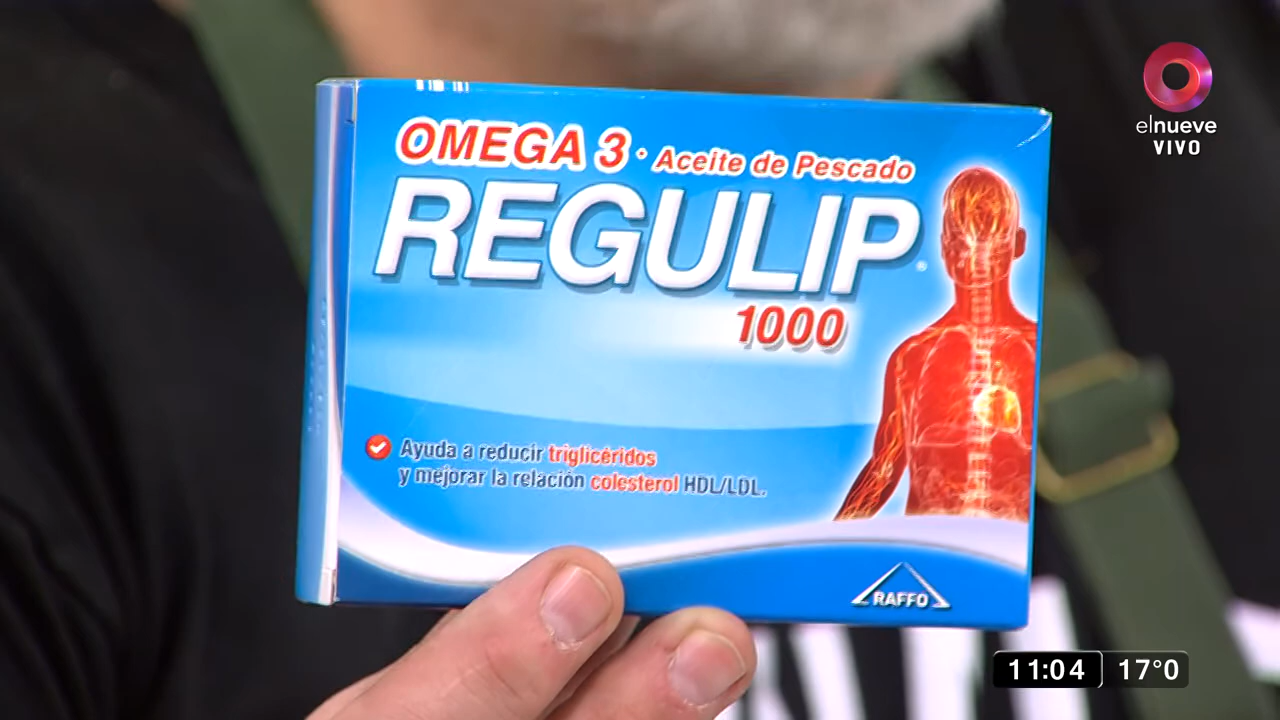 OMEGA 3 · Aceite de Pescado
REGULIP®
1000
Ayuda a reducir triglicéridos
y mejorar la relación colesterol HDL/LDL.
RAFFO
elnueve
VIVO
11:04 17°0